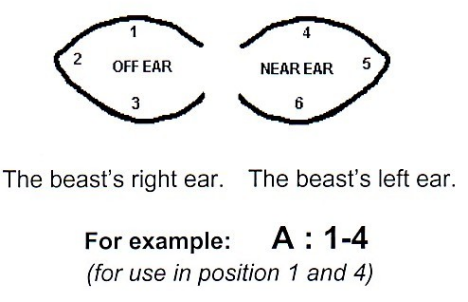 1 4
2 OFF EAR NEAR EAR 5
3 6
The beast's right ear. The beast's left ear.
For example: A : 1-4
(for use in position 1 and 4)